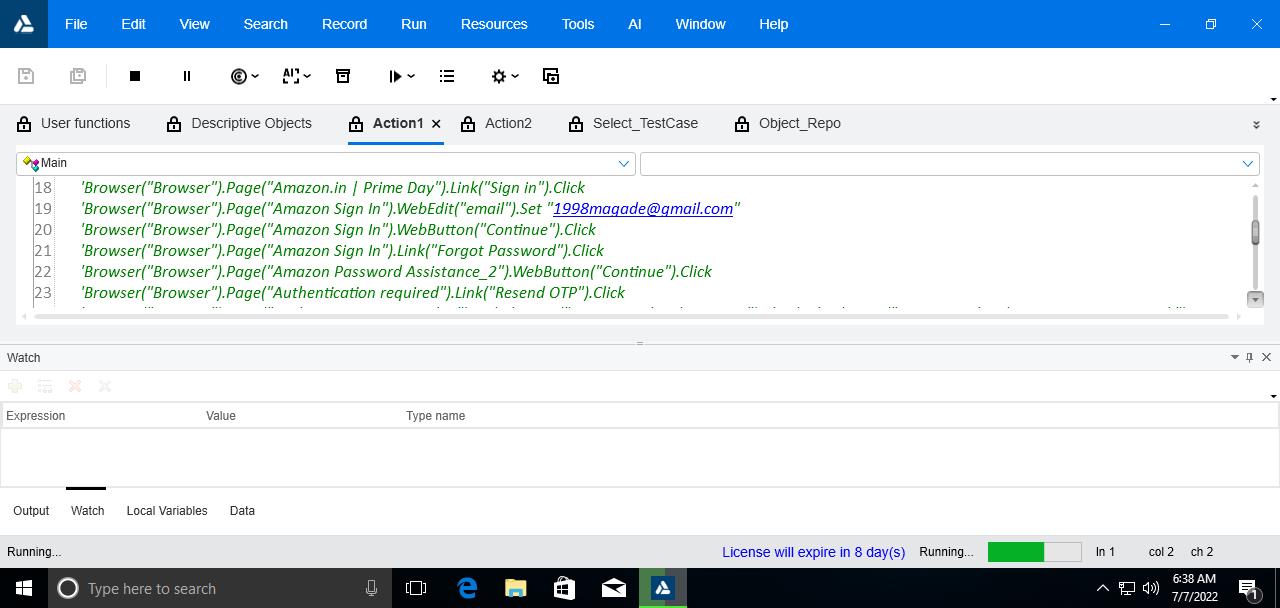 File Edit View Search Record Run Resources Tools AI Window Help
User functions Descriptive Objects Action1 Action2 Select_TestCase Object_Repo
Main
18 'Browser("Browser").Page("Amazon.in | Prime Day").Link("Sign in").Click
19 'Browser("Browser").Page("Amazon Sign In").WebEdit("email").Set "1998magade@gmail.com"
20 'Browser("Browser").Page("Amazon Sign In").WebButton("Continue").Click
21 'Browser("Browser").Page("Amazon Sign In").Link("Forgot Password").Click
22 'Browser("Browser").Page("Amazon Password Assistance_2").WebButton("Continue").Click
23 'Browser("Browser").Page("Authentication required").Link("Resend OTP").Click
Watch
Expression Value Type name
Output Watch Local Variables Data
Running... License will expire in 8 day(s) Running... ln 1 col 2 ch 2
Type here to search
6:38 AM
7/7/2022
1